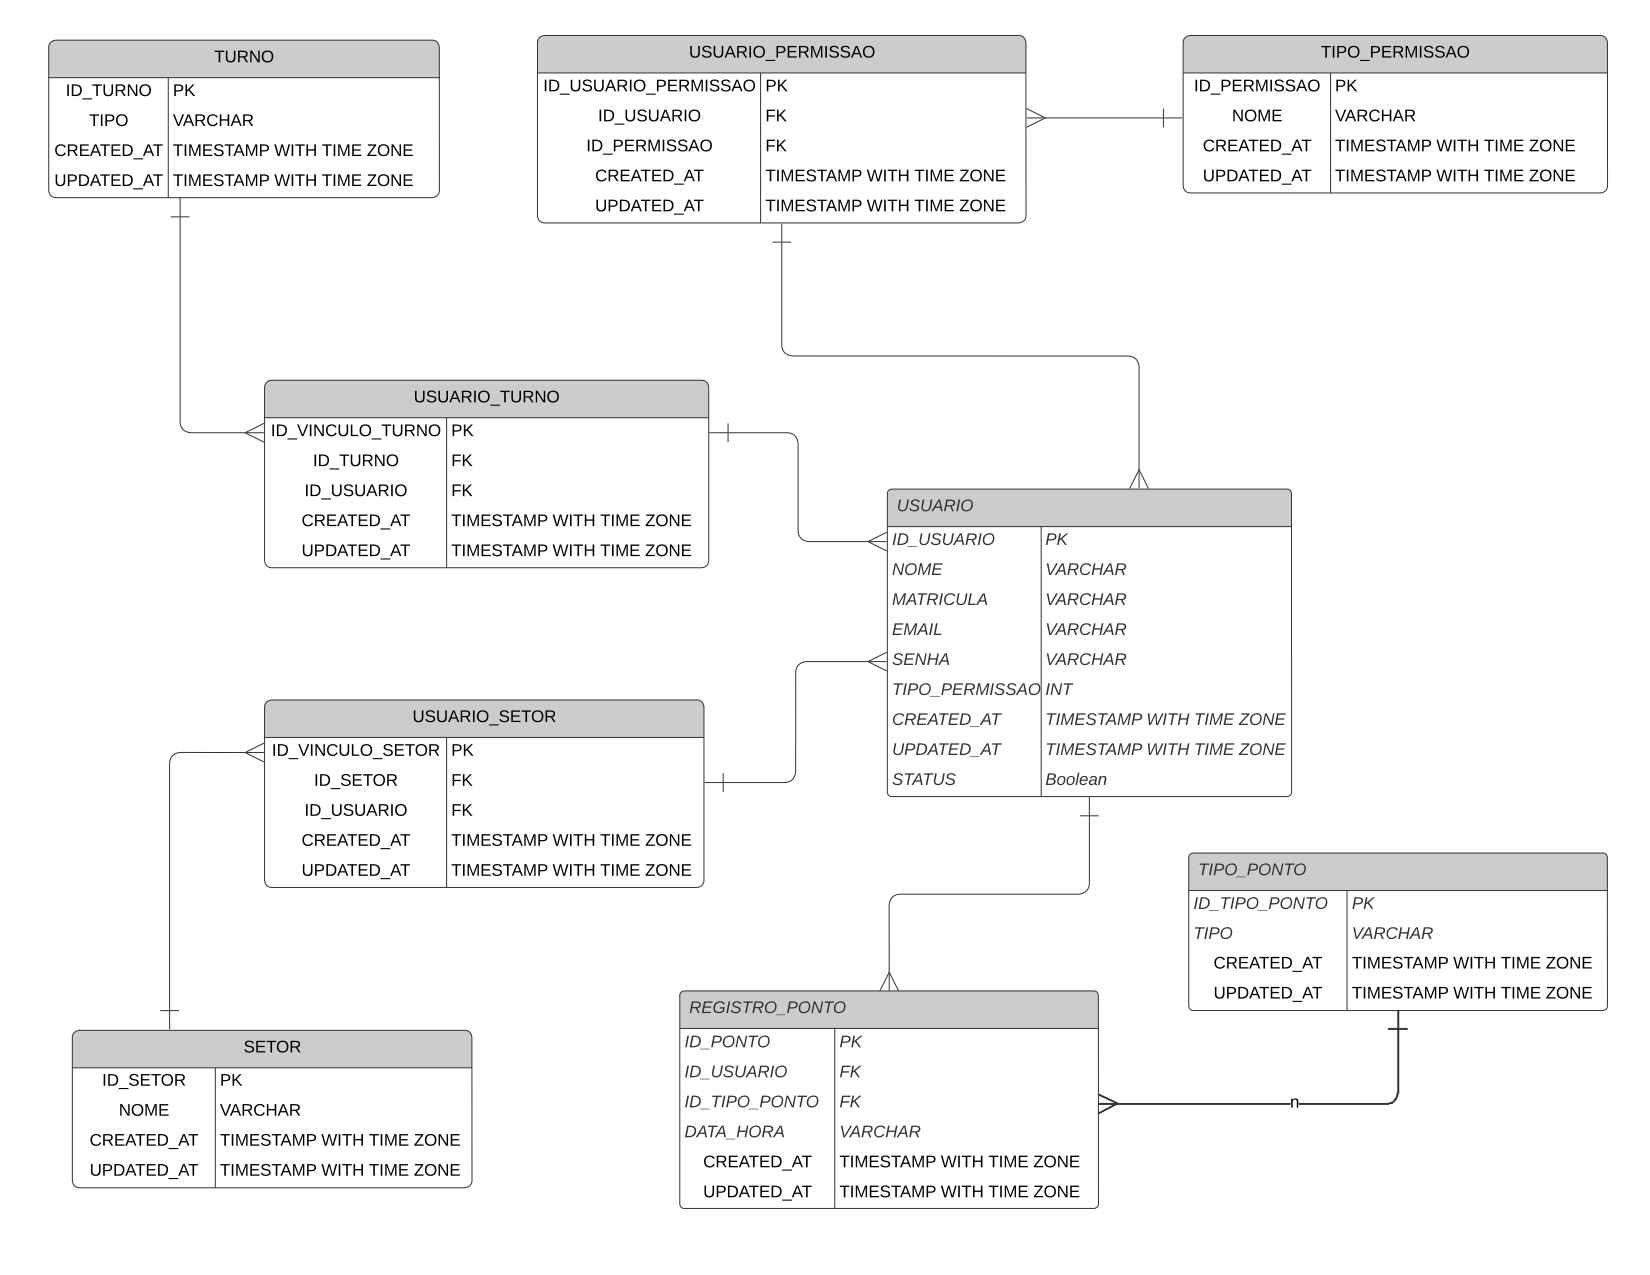 TURNO
ID_TURNO PK
TIPO VARCHAR
CREATED_AT TIMESTAMP WITH TIME ZONE
UPDATED_AT TIMESTAMP WITH TIME ZONE
USUARIO_PERMISSAO
ID_USUARIO_PERMISSAO PK
ID_USUARIO FK
ID_PERMISSAO FK
CREATED_AT TIMESTAMP WITH TIME ZONE
UPDATED_AT TIMESTAMP WITH TIME ZONE
TIPO_PERMISSAO
ID_PERMISSAO PK
NOME VARCHAR
CREATED_AT TIMESTAMP WITH TIME ZONE
UPDATED_AT TIMESTAMP WITH TIME ZONE
USUARIO_TURNO
ID_VINCULO_TURNO PK
ID_TURNO FK
ID_USUARIO FK
CREATED_AT TIMESTAMP WITH TIME ZONE
UPDATED_AT TIMESTAMP WITH TIME ZONE
USUARIO
ID_USUARIO PK
NOME VARCHAR
MATRICULA VARCHAR
EMAIL VARCHAR
SENHA VARCHAR
TIPO_PERMISSAO INT
CREATED_AT TIMESTAMP WITH TIME ZONE
UPDATED_AT TIMESTAMP WITH TIME ZONE
STATUS Boolean
USUARIO_SETOR
ID_VINCULO_SETOR PK
ID_SETOR FK
ID_USUARIO FK
CREATED_AT TIMESTAMP WITH TIME ZONE
UPDATED_AT TIMESTAMP WITH TIME ZONE
TIPO_PONTO
ID_TIPO_PONTO PK
TIPO VARCHAR
CREATED_AT TIMESTAMP WITH TIME ZONE
UPDATED_AT TIMESTAMP WITH TIME ZONE
SETOR
ID_SETOR PK
NOME VARCHAR
CREATED_AT TIMESTAMP WITH TIME ZONE
UPDATED_AT TIMESTAMP WITH TIME ZONE
REGISTRO_PONTO
ID_PONTO PK
ID_USUARIO FK
ID_TIPO_PONTO FK
DATA_HORA VARCHAR
CREATED_AT TIMESTAMP WITH TIME ZONE
UPDATED_AT TIMESTAMP WITH TIME ZONE
n